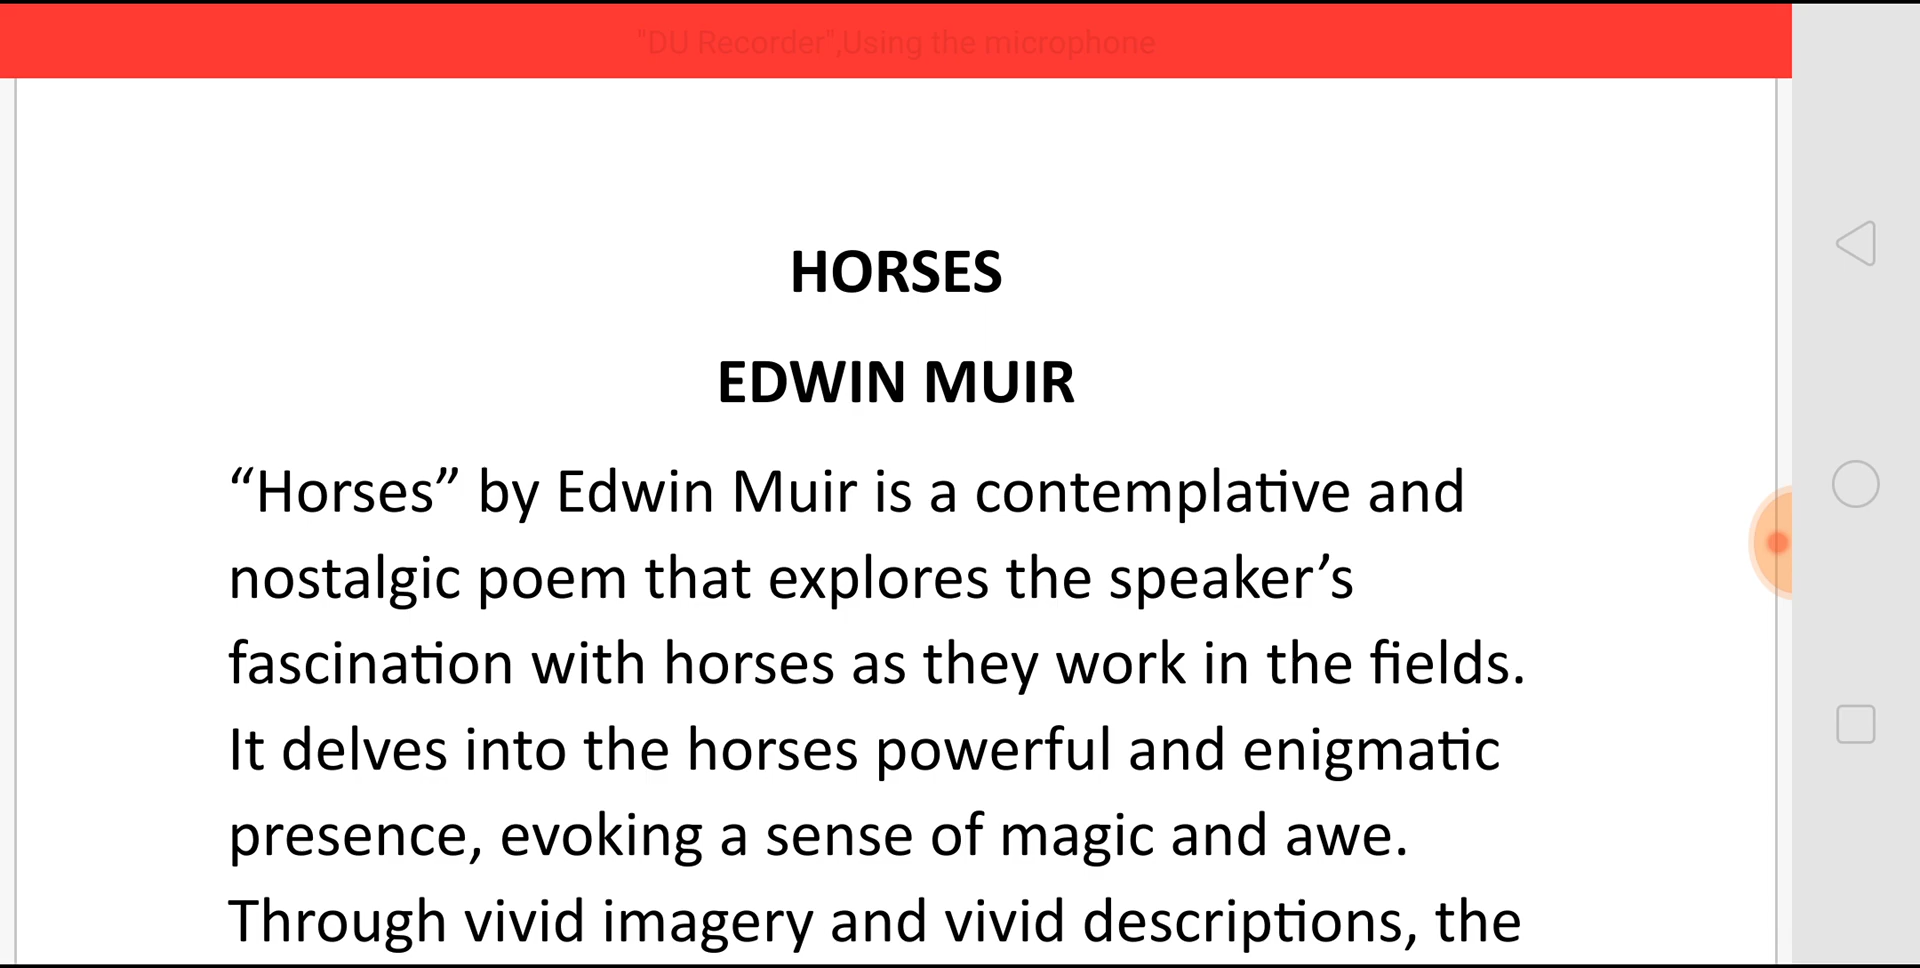 "DU Recorder",Using the microphone
HORSES
EDWIN MUIR
“Horses” by Edwin Muir is a contemplative and
nostalgic poem that explores the speaker’s
fascination with horses as they work in the fields.
It delves into the horses powerful and enigmatic
presence, evoking a sense of magic and awe.
Through vivid imagery and vivid descriptions, the